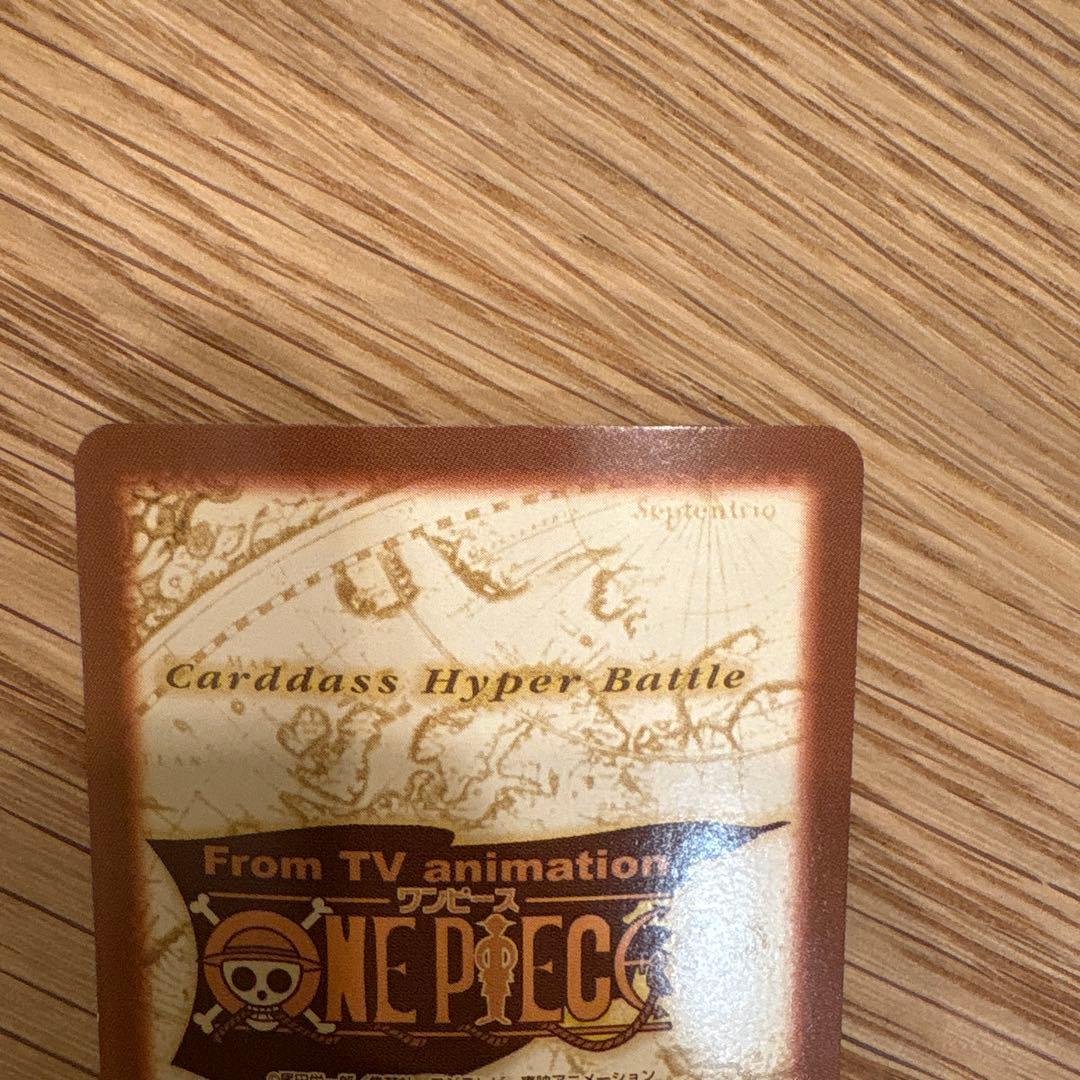 Septentrio
Carddass Hyper Battle
From TV animation
ワンピース
ONE PIECE